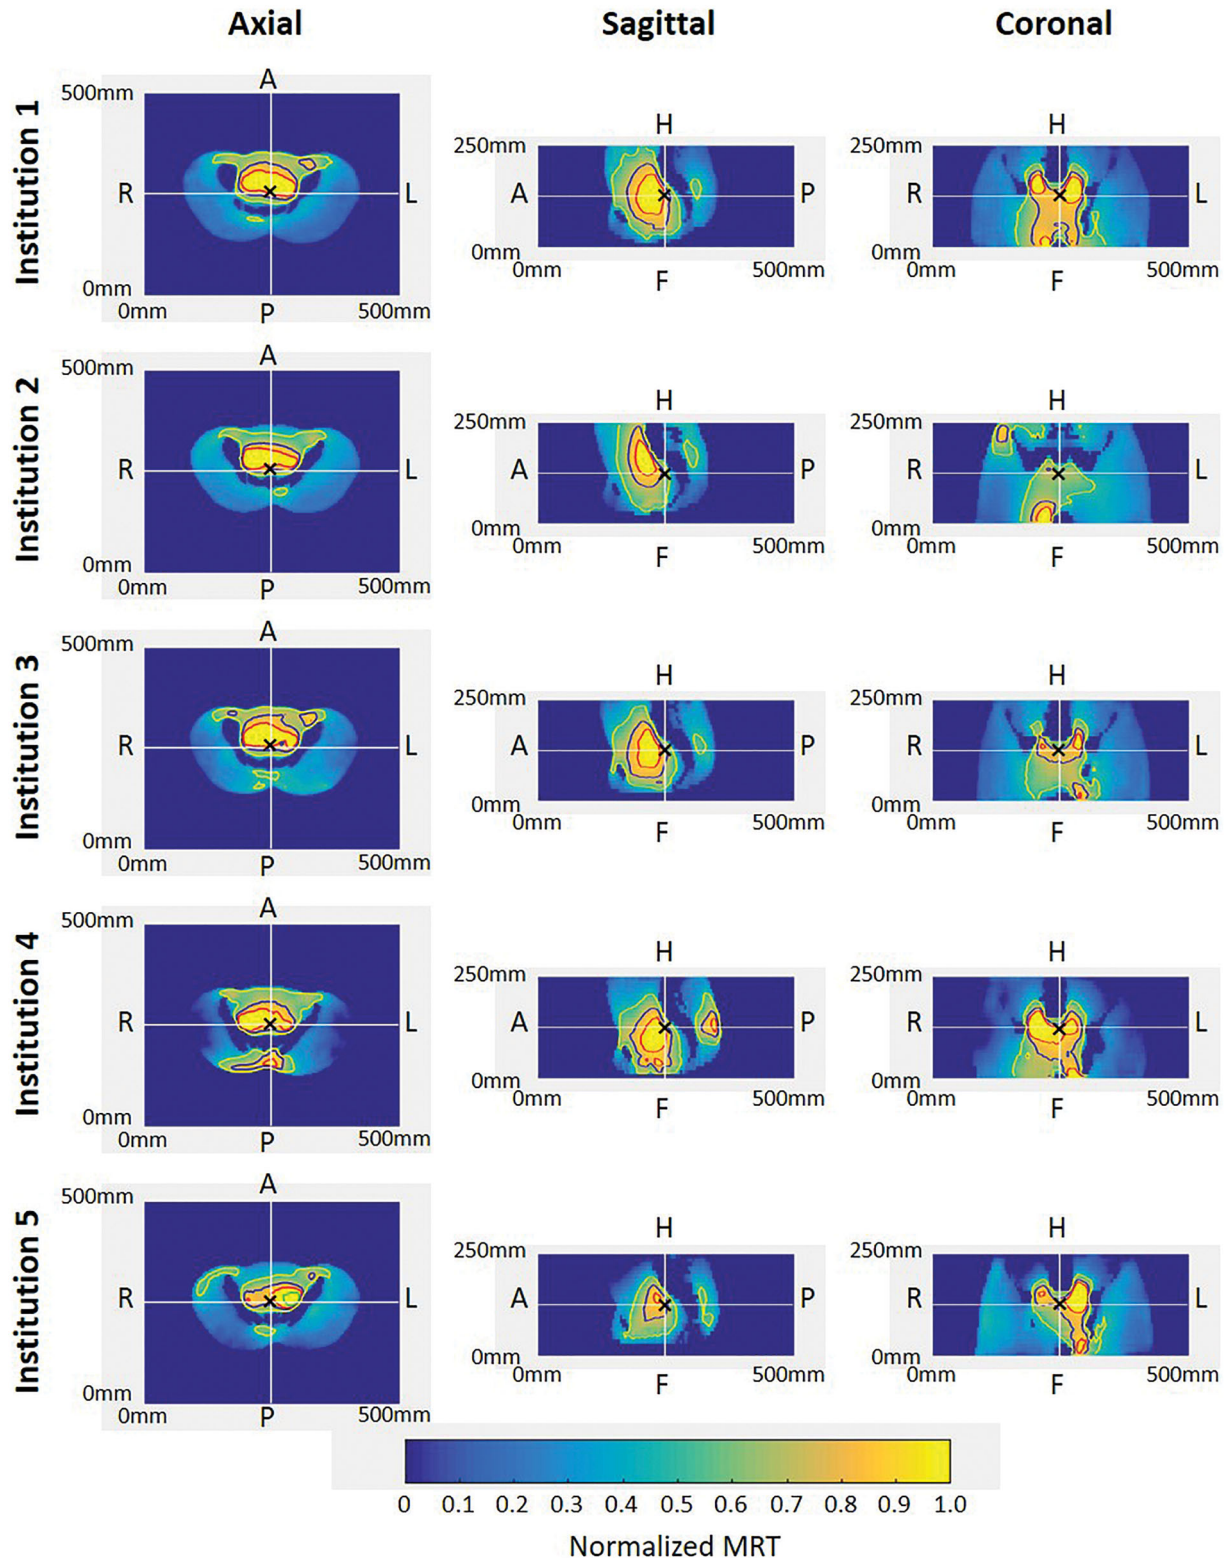 Axial Sagittal Coronal
Institution 1
A
500mm
R L
0mm
0mm P 500mm
H
250mm
A P
0mm
0mm F 500mm
H
250mm
R L
0mm
0mm F 500mm
Institution 2
A
500mm
R L
0mm
0mm P 500mm
H
250mm
A P
0mm
0mm F 500mm
H
250mm
R L
0mm
0mm F 500mm
Institution 3
A
500mm
R L
0mm
0mm P 500mm
H
250mm
A P
0mm
0mm F 500mm
H
250mm
R L
0mm
0mm F 500mm
Institution 4
A
500mm
R L
0mm
0mm P 500mm
H
250mm
A P
0mm
0mm F 500mm
H
250mm
R L
0mm
0mm F 500mm
Institution 5
A
500mm
R L
0mm
0mm P 500mm
H
250mm
A P
0mm
0mm F 500mm
H
250mm
R L
0mm
0mm F 500mm
0 0.1 0.2 0.3 0.4 0.5 0.6 0.7 0.8 0.9 1.0
Normalized MRT